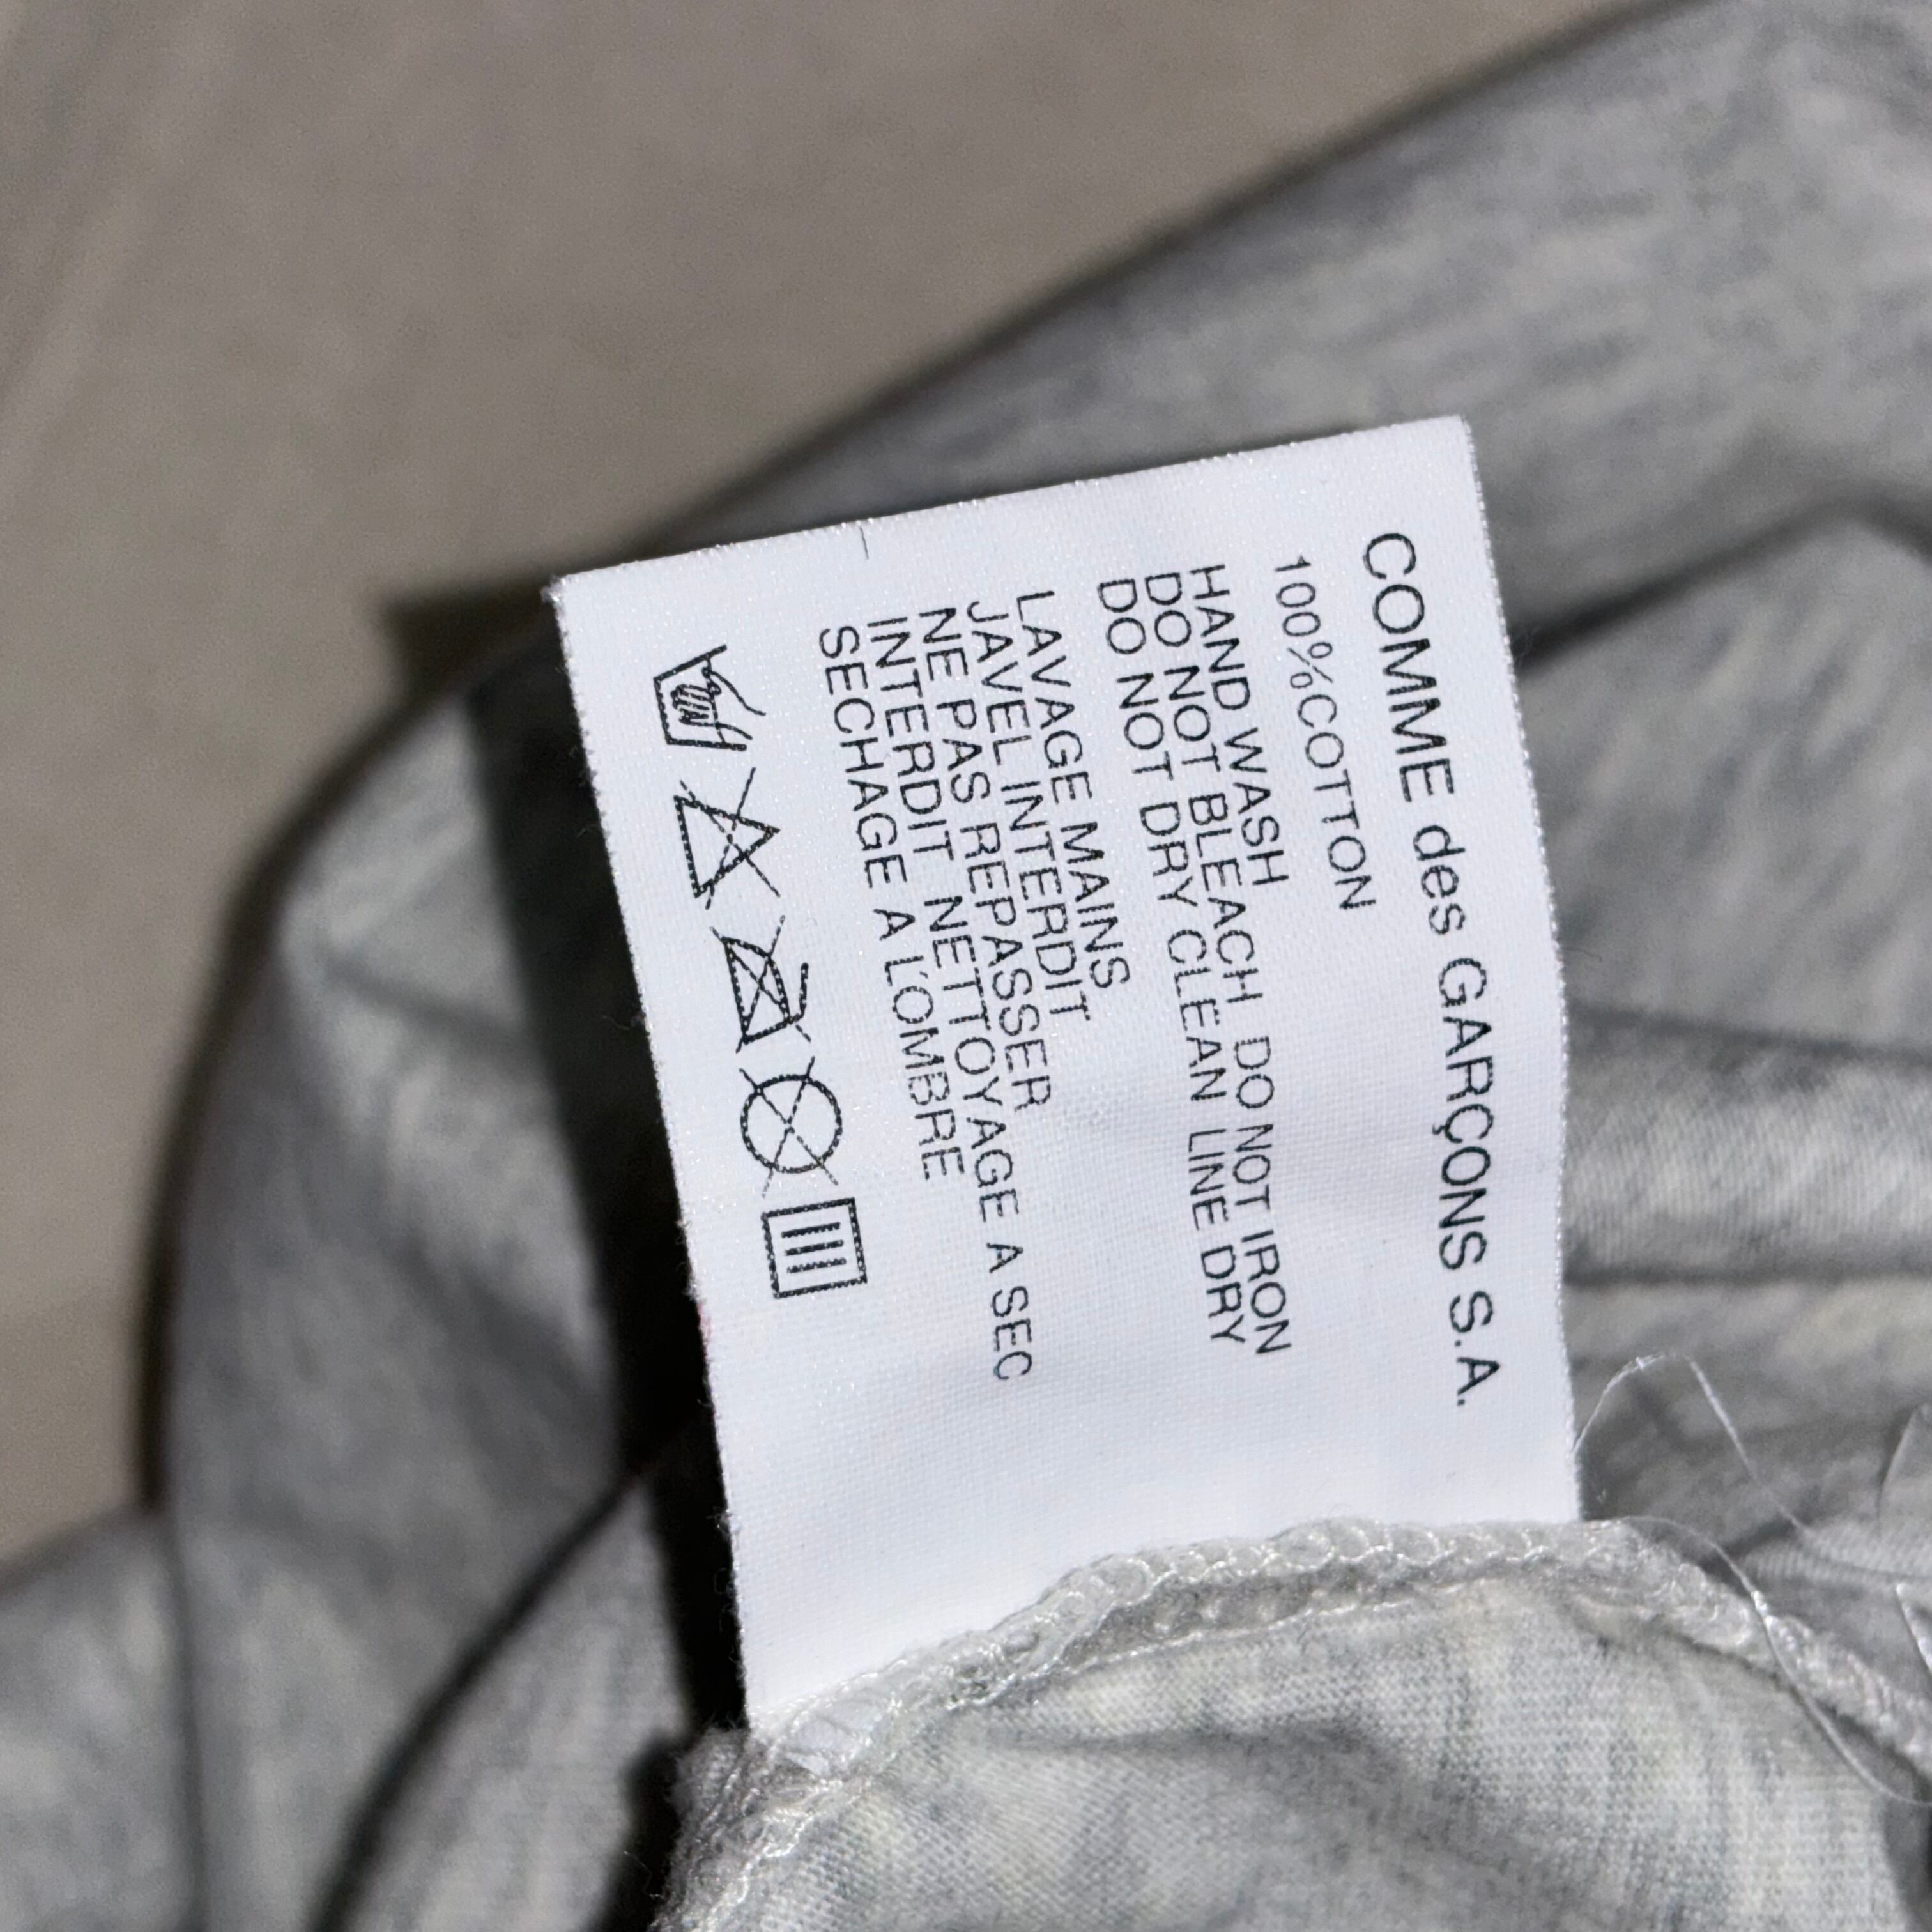 COMME des GARÇONS S.A.
100%COTTON
HAND WASH
DO NOT BLEACH DO NOT IRON
DO NOT DRY CLEAN LINE DRY
LAVAGE MAINS
JAVEL INTERDIT
NE PAS REPASSER
INTERDIT NETTOYAGE A SEC
SECHAGE A L'OMBRE